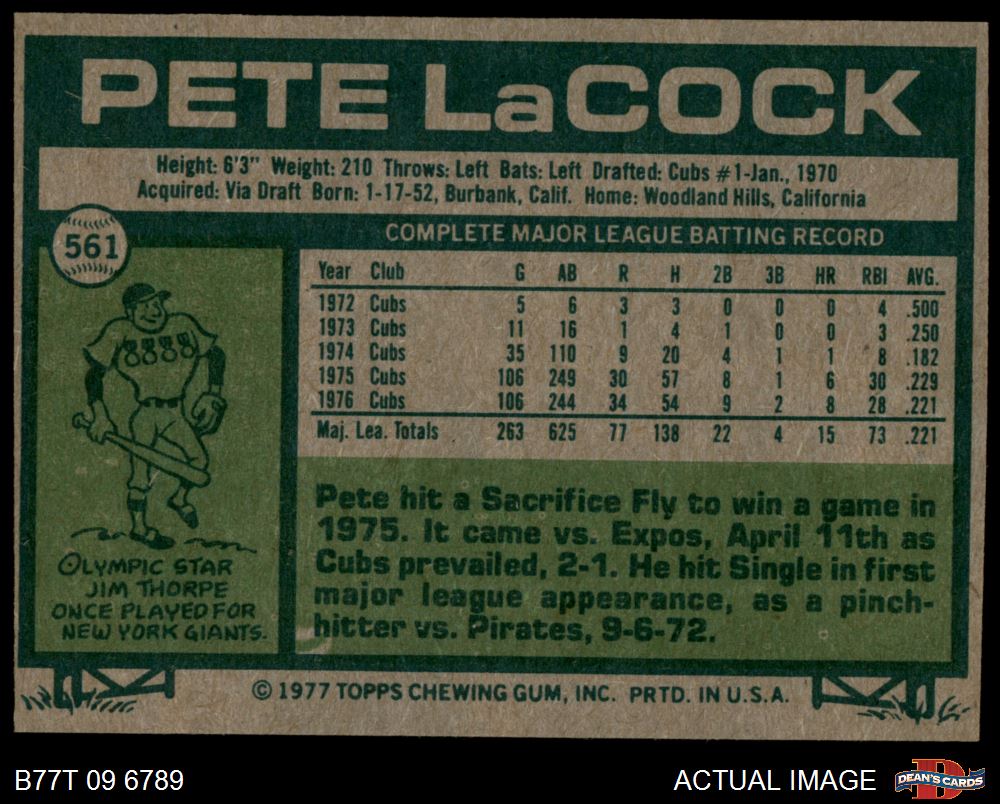 PETE LaCOCK
Height: 6'3" Weight: 210 Throws: Left Bats: Left Drafted: Cubs #1-Jan., 1970
Acquired: Via Draft Born: 1-17-52, Burbank, Calif. Home: Woodland Hills, California
561
COMPLETE MAJOR LEAGUE BATTING RECORD
Year Club G AB R H 2B 3B HR RBI AVG.
1972 Cubs 5 6 3 3 0 0 0 4 .500
1973 Cubs 11 16 1 4 1 0 0 3 .250
1974 Cubs 35 110 9 20 4 1 1 8 .182
1975 Cubs 106 249 30 57 8 1 6 30 .229
1976 Cubs 106 244 34 54 9 2 8 28 .221
Maj. Lea. Totals 263 625 77 138 22 4 15 73 .221
OLYMPIC STAR
JIM THORPE
ONCE PLAYED FOR
NEW YORK GIANTS.
Pete hit a Sacrifice Fly to win a game in
1975. It came vs. Expos, April 11th as
Cubs prevailed, 2-1. He hit Single in first
major league appearance, as a pinch-
hitter vs. Pirates, 9-6-72.
© 1977 TOPPS CHEWING GUM, INC. PRTD. IN U.S.A.
B77T 09 6789
ACTUAL IMAGE
D
DEAN'S CARDS